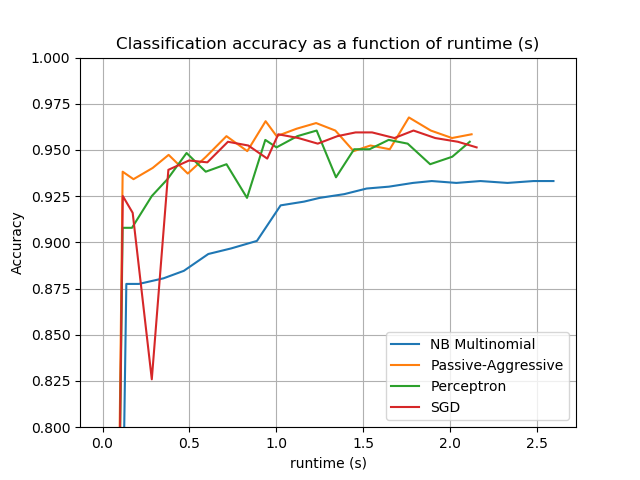 Classification accuracy as a function of runtime (s)
1.000
0.975
0.950
0.925
0.900
0.875
0.850
0.825
0.800
Accuracy
NB Multinomial
Passive-Aggressive
Perceptron
SGD
0.0 0.5 1.0 1.5 2.0 2.5
runtime (s)